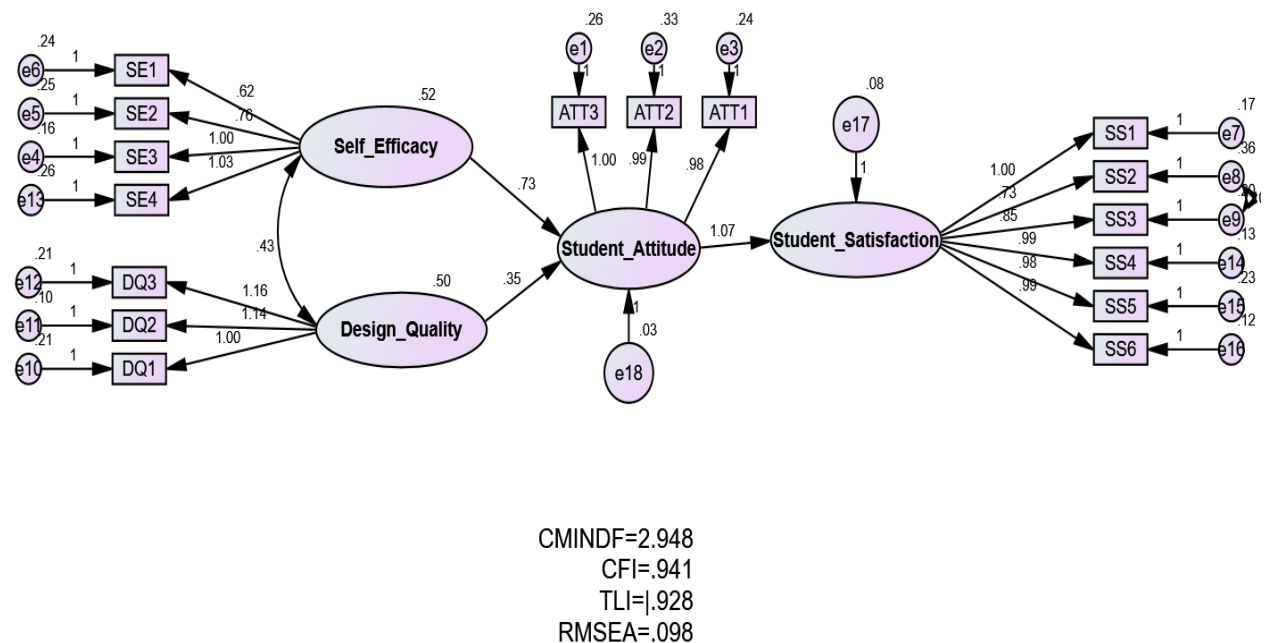 .24
e6 1 SE1
.62
.25
e5 1 SE2
.76
.16
e4 1 SE3
1.00
.26
e13 1 SE4
1.03
.52
Self_Efficacy
.43
.21
e12 1 DQ3
1.16
.10
e11 1 DQ2
1.14
.21
e10 1 DQ1
1.00
.50
Design_Quality
.73
.35
.26 .33 .24
e1 e2 e3
1 1 1
ATT3 ATT2 ATT1
1.00 .99 .98
Student_Attitude
1
.03
e18
1.07
.08
e17
1
Student_Satisfaction
.17
1.00 SS1 1 e7
.36
.73 SS2 1 e8
.85 SS3 1 e9
.13
.99 SS4 1 e14
.23
.98 SS5 1 e15
.12
.99 SS6 1 e16
CMINDF=2.948
CFI=.941
TLI=|.928
RMSEA=.098